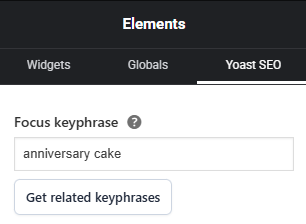 Elements
Widgets Globals Yoast SEO
Focus keyphrase ?
anniversary cake
Get related keyphrases